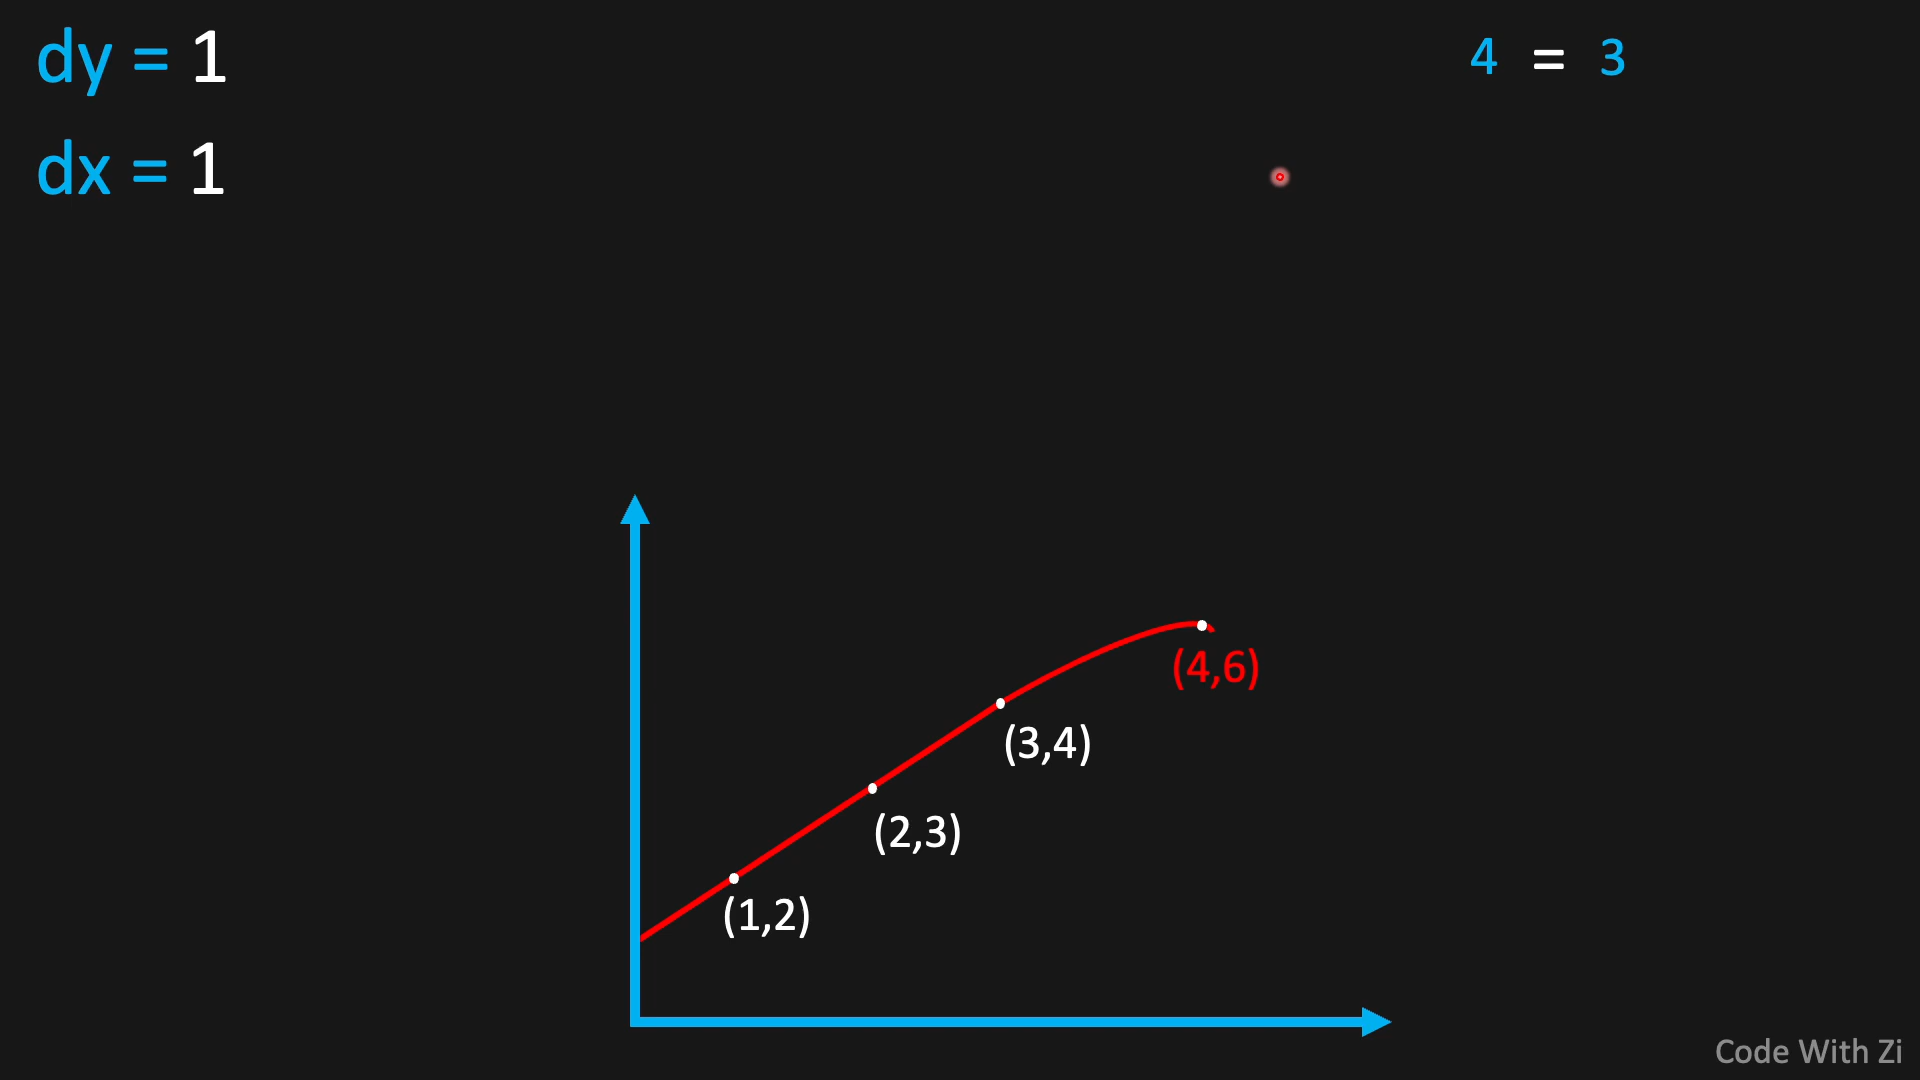 dy = 1
4 = 3
dx = 1
(4,6)
(3,4)
(2,3)
(1,2)
Code With Zi